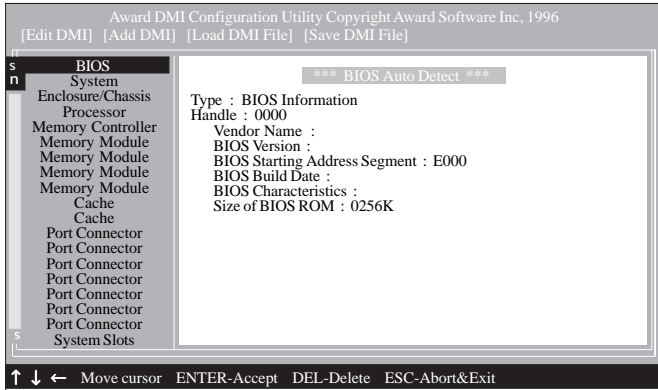 Award DMI Configuration Utility Copyright Award Software Inc, 1996
[Edit DMI] [Add DMI] [Load DMI File] [Save DMI File]
s
n
BIOS
System
Enclosure/Chassis
Processor
Memory Controller
Memory Module
Memory Module
Memory Module
Memory Module
Cache
Cache
Port Connector
Port Connector
Port Connector
Port Connector
Port Connector
Port Connector
Port Connector
System Slots
s
*** BIOS Auto Detect ***
Type : BIOS Information
Handle : 0000
Vendor Name :
BIOS Version :
BIOS Starting Address Segment : E000
BIOS Build Date :
BIOS Characteristics :
Size of BIOS ROM : 0256K
↑ ↓ ← Move cursor ENTER-Accept DEL-Delete ESC-Abort&Exit